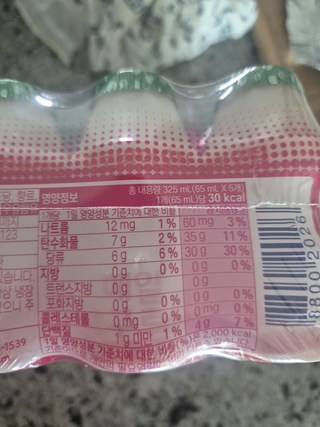 당, 향료
영양정보
총 내용량 325 mL(65 mL X 5개)
1개(65 mL)당 30 kcal
1개당 1일 영양성분 기준치에 대한 비율
123
나트륨 12 mg 1% 60 mg 3%
탄수화물 7 g 2% 35 g 11%
당류 6 g 6% 30 g 30%
지방 0 g 0% 0 g 0%
트랜스지방 0 g 0 g
포화지방 0 g 0% 0 g 0%
콜레스테롤 0 mg 0% 0 mg 0%
단백질 1 g 미만 1% 4 g 7%
1일 영양성분 기준치에 대한 비율(%)은 2,000 kcal
-1539
8800 2026